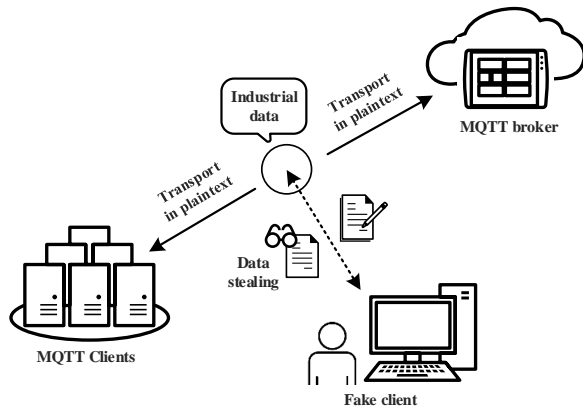 Industrial
data
Transport
in plaintext
MQTT broker
Transport
in plaintext
Data
stealing
MQTT Clients
Fake client